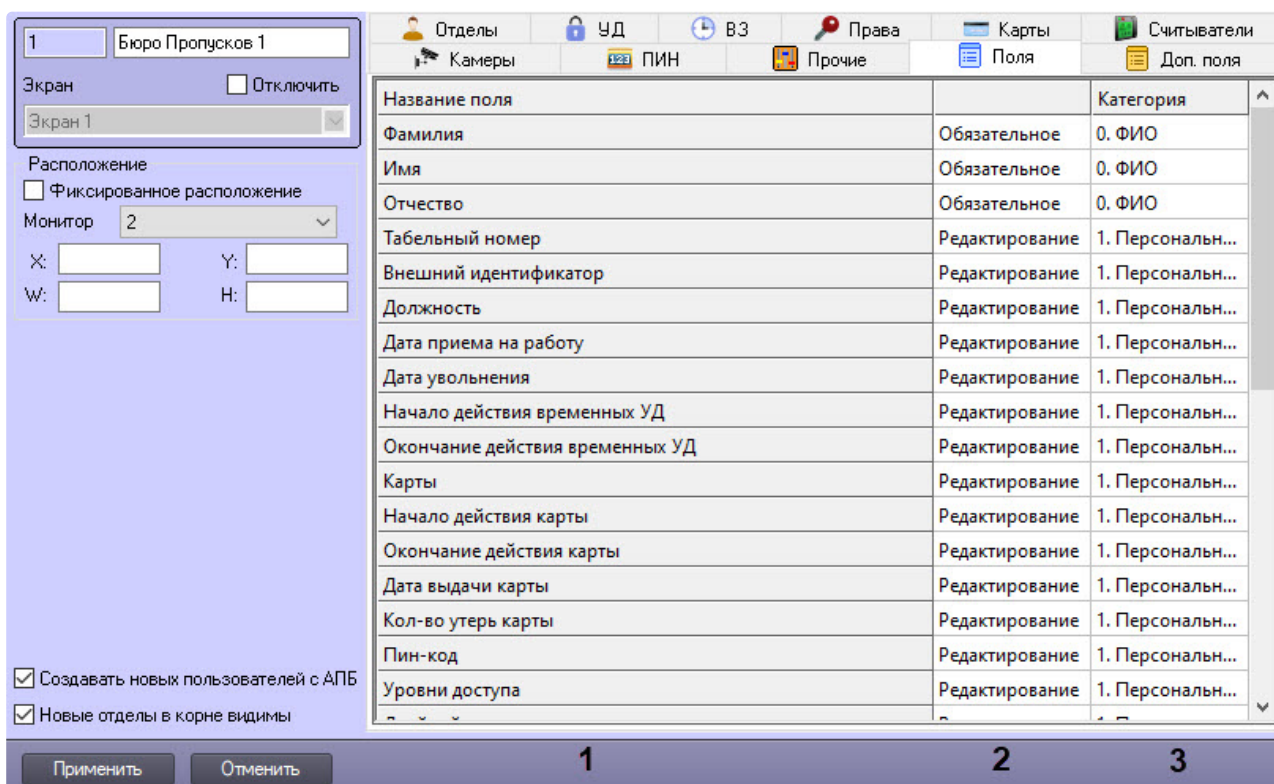 1 Бюро Пропусков 1
Экран Отключить
Экран 1
Расположение
Фиксированное расположение
Монитор 2
X: Y:
W: H:
Создавать новых пользователей с АПБ
Новые отделы в корне видимы
Применить Отменить
Отделы УД ВЗ Права Карты Считыватели
Камеры 123 ПИН Прочие Поля Доп. поля
Название поля Категория
Фамилия Обязательное 0. ФИО
Имя Обязательное 0. ФИО
Отчество Обязательное 0. ФИО
Табельный номер Редактирование 1. Персональн...
Внешний идентификатор Редактирование 1. Персональн...
Должность Редактирование 1. Персональн...
Дата приема на работу Редактирование 1. Персональн...
Дата увольнения Редактирование 1. Персональн...
Начало действия временных УД Редактирование 1. Персональн...
Окончание действия временных УД Редактирование 1. Персональн...
Карты Редактирование 1. Персональн...
Начало действия карты Редактирование 1. Персональн...
Окончание действия карты Редактирование 1. Персональн...
Дата выдачи карты Редактирование 1. Персональн...
Кол-во утерь карты Редактирование 1. Персональн...
Пин-код Редактирование 1. Персональн...
Уровни доступа Редактирование 1. Персональн...
1 2 3